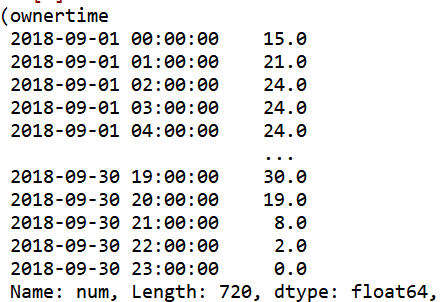 (ownertime
2018-09-01 00:00:00    15.0
2018-09-01 01:00:00    21.0
2018-09-01 02:00:00    24.0
2018-09-01 03:00:00    24.0
2018-09-01 04:00:00    24.0
...
2018-09-30 19:00:00    30.0
2018-09-30 20:00:00    19.0
2018-09-30 21:00:00     8.0
2018-09-30 22:00:00     2.0
2018-09-30 23:00:00     0.0
Name: num, Length: 720, dtype: float64,